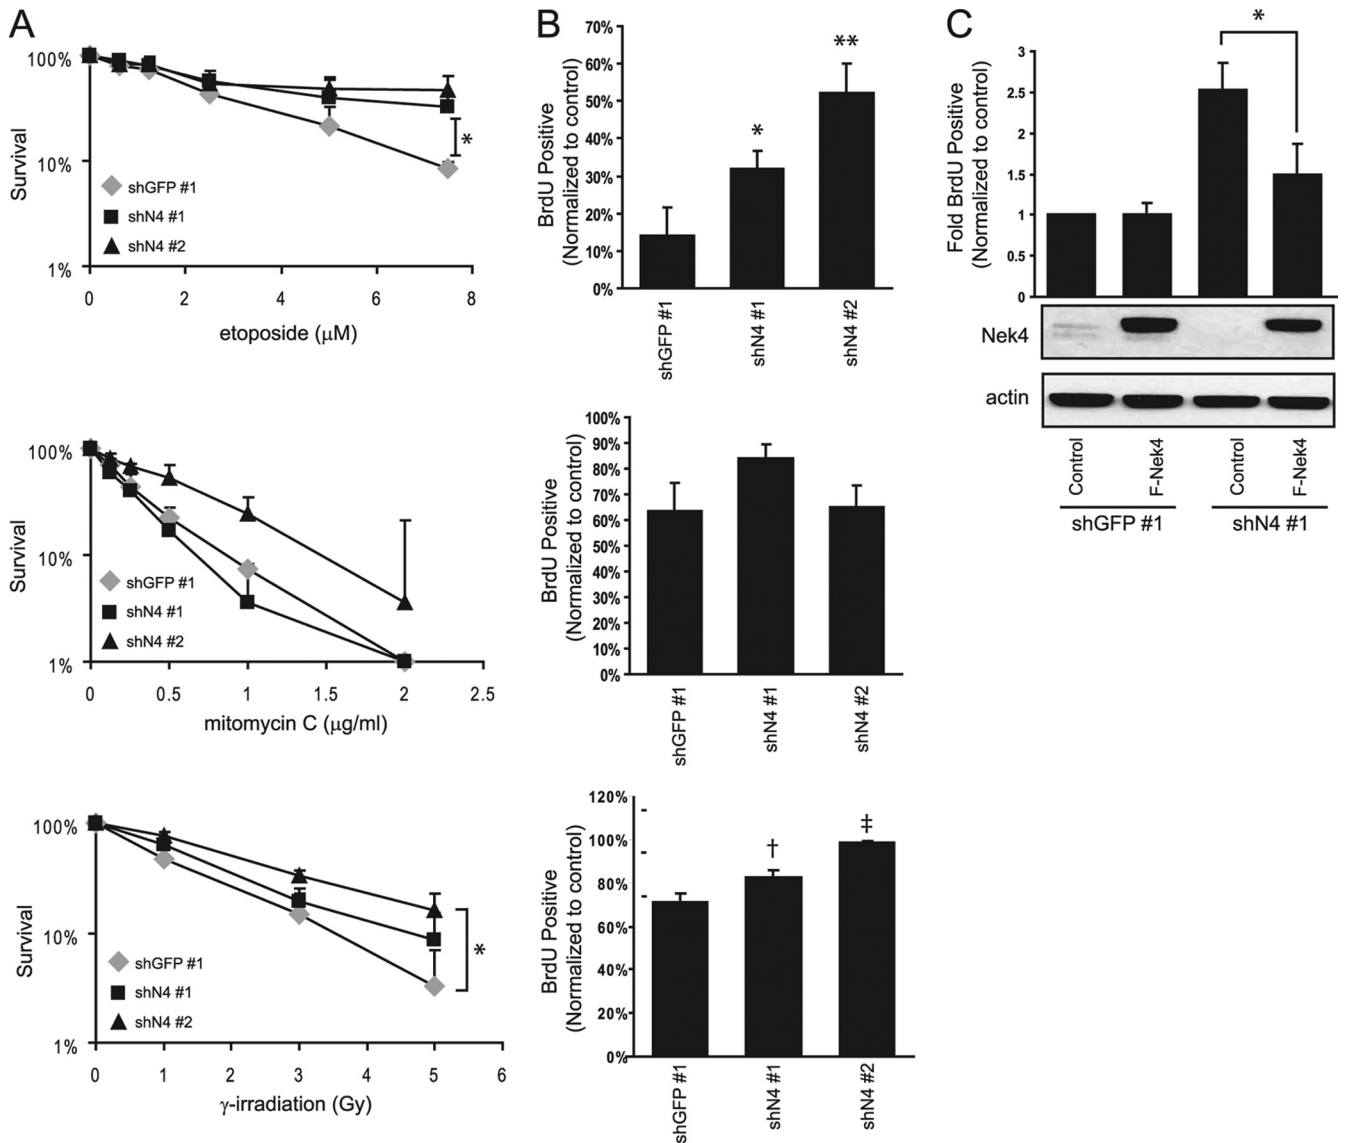 A
100%
10%
1%
Survival
shGFP #1
shN4 #1
shN4 #2
*
0 2 4 6 8
etoposide (μM)
100%
10%
1%
Survival
shGFP #1
shN4 #1
shN4 #2
0 0.5 1 1.5 2 2.5
mitomycin C (μg/ml)
100%
10%
1%
Survival
shGFP #1
shN4 #1
shN4 #2
*
0 1 2 3 4 5 6
γ-irradiation (Gy)
B
70%
60%
50%
40%
30%
20%
10%
0%
BrdU Positive
(Normalized to control)
*
**
shGFP #1
shN4 #1
shN4 #2
100%
90%
80%
70%
60%
50%
40%
30%
20%
10%
0%
BrdU Positive
(Normalized to control)
shGFP #1
shN4 #1
shN4 #2
120%
100%
80%
60%
40%
20%
0%
BrdU Positive
(Normalized to control)
†
‡
shGFP #1
shN4 #1
shN4 #2
C
*
3
2.5
2
1.5
1
0.5
0
Fold BrdU Positive
(Normalized to control)
Nek4
actin
Control
F-Nek4
Control
F-Nek4
shGFP #1
shN4 #1